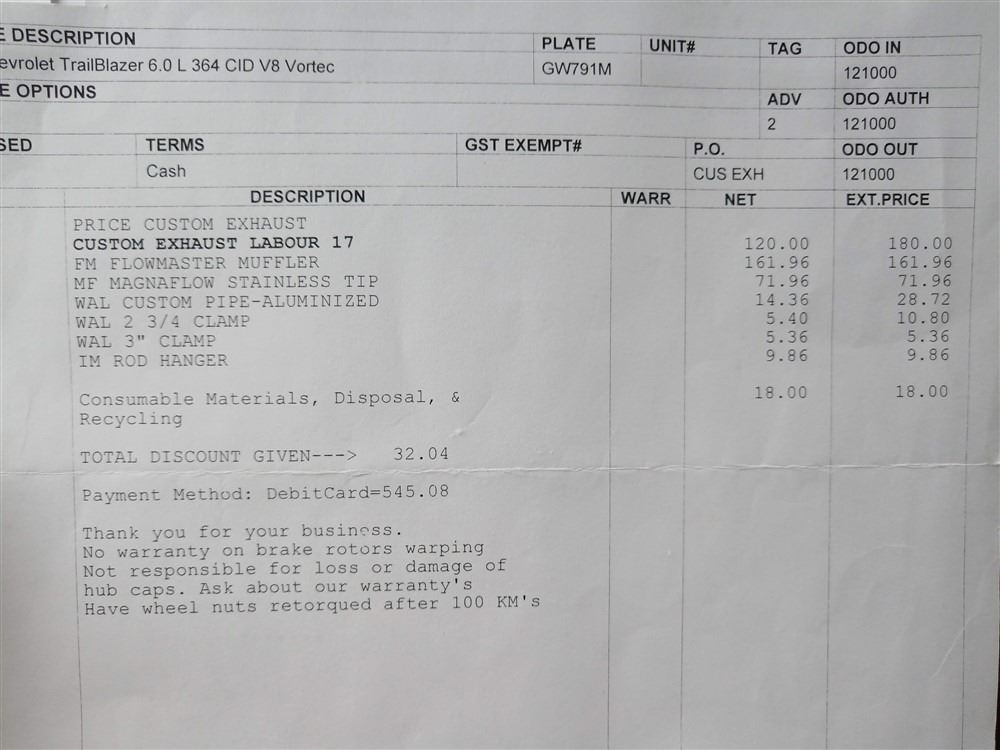 E DESCRIPTION PLATE UNIT# TAG ODO IN
evrolet TrailBlazer 6.0 L 364 CID V8 Vortec GW791M 121000
E OPTIONS ADV ODO AUTH
2 121000
SED TERMS GST EXEMPT# P.O. ODO OUT
Cash CUS EXH 121000
DESCRIPTION WARR NET EXT.PRICE
PRICE CUSTOM EXHAUST
CUSTOM EXHAUST LABOUR 17 120.00 180.00
FM FLOWMASTER MUFFLER 161.96 161.96
MF MAGNAFLOW STAINLESS TIP 71.96 71.96
WAL CUSTOM PIPE-ALUMINIZED 14.36 28.72
WAL 2 3/4 CLAMP 5.40 10.80
WAL 3" CLAMP 5.36 5.36
IM ROD HANGER 9.86 9.86
Consumable Materials, Disposal, & 18.00 18.00
Recycling
TOTAL DISCOUNT GIVEN---> 32.04
Payment Method: DebitCard=545.08
Thank you for your business.
No warranty on brake rotors warping
Not responsible for loss or damage of
hub caps. Ask about our warranty's
Have wheel nuts retorqued after 100 KM's